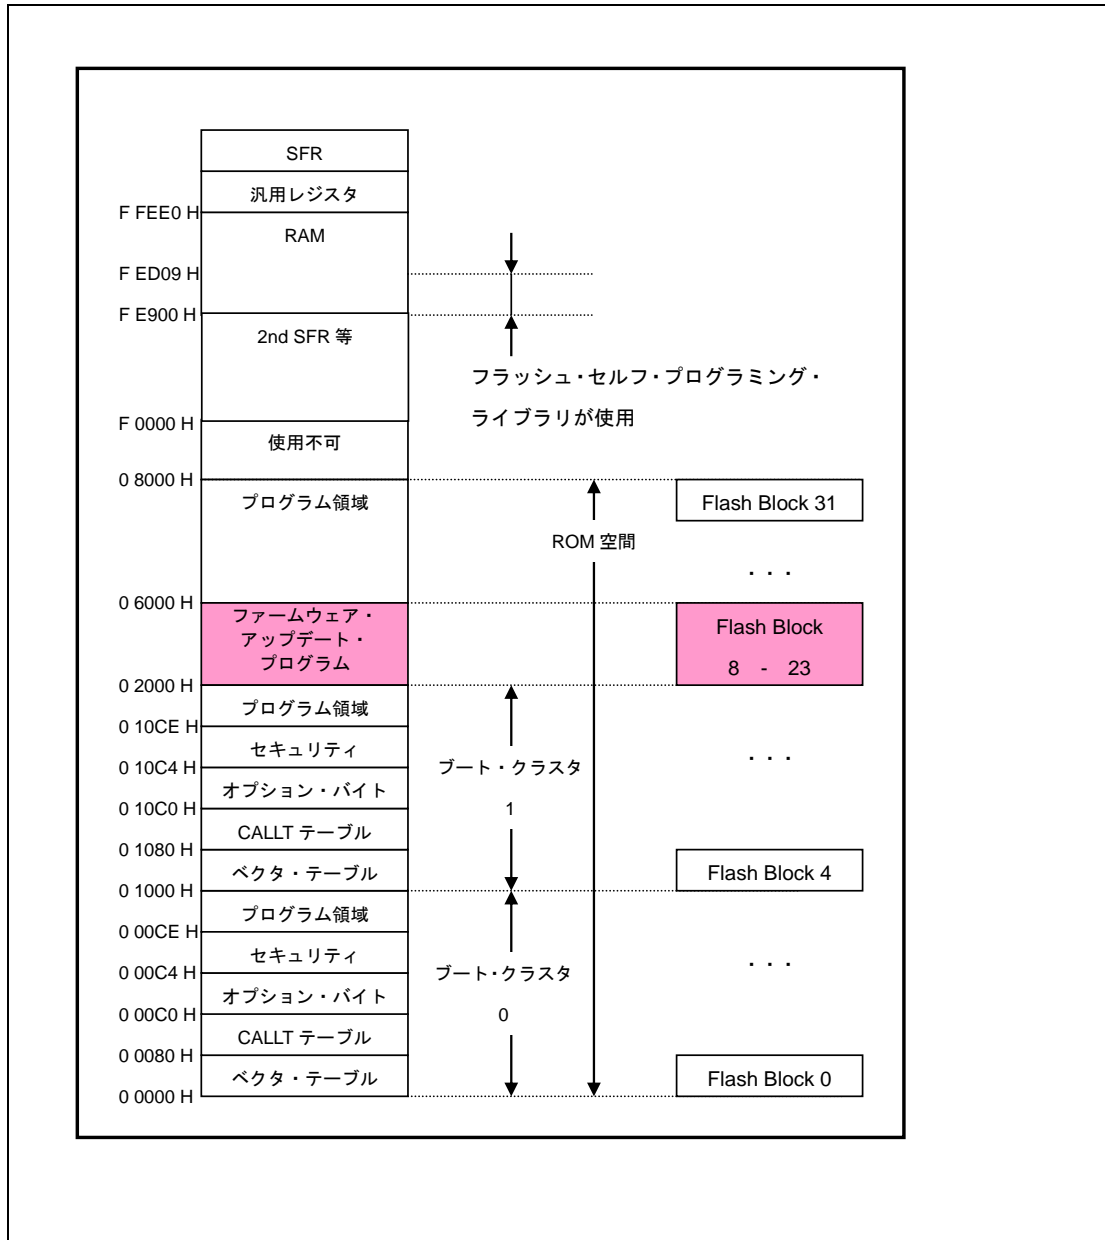 SFR
汎用レジスタ
F FEE0 H
RAM
F ED09 H
F E900 H
2nd SFR 等
フラッシュ・セルフ・プログラミング・
ライブラリが使用
F 0000 H
使用不可
0 8000 H
プログラム領域
Flash Block 31
ROM 空間
・・・
0 6000 H
ファームウェア・
アップデート・
プログラム
Flash Block
8 - 23
0 2000 H
プログラム領域
0 10CE H
セキュリティ
ブート・クラスタ
1
・・・
0 10C4 H
オプション・バイト
0 10C0 H
CALLT テーブル
0 1080 H
ベクタ・テーブル
Flash Block 4
0 1000 H
プログラム領域
0 00CE H
セキュリティ
ブート・クラスタ
0
・・・
0 00C4 H
オプション・バイト
0 00C0 H
CALLT テーブル
0 0080 H
ベクタ・テーブル
Flash Block 0
0 0000 H